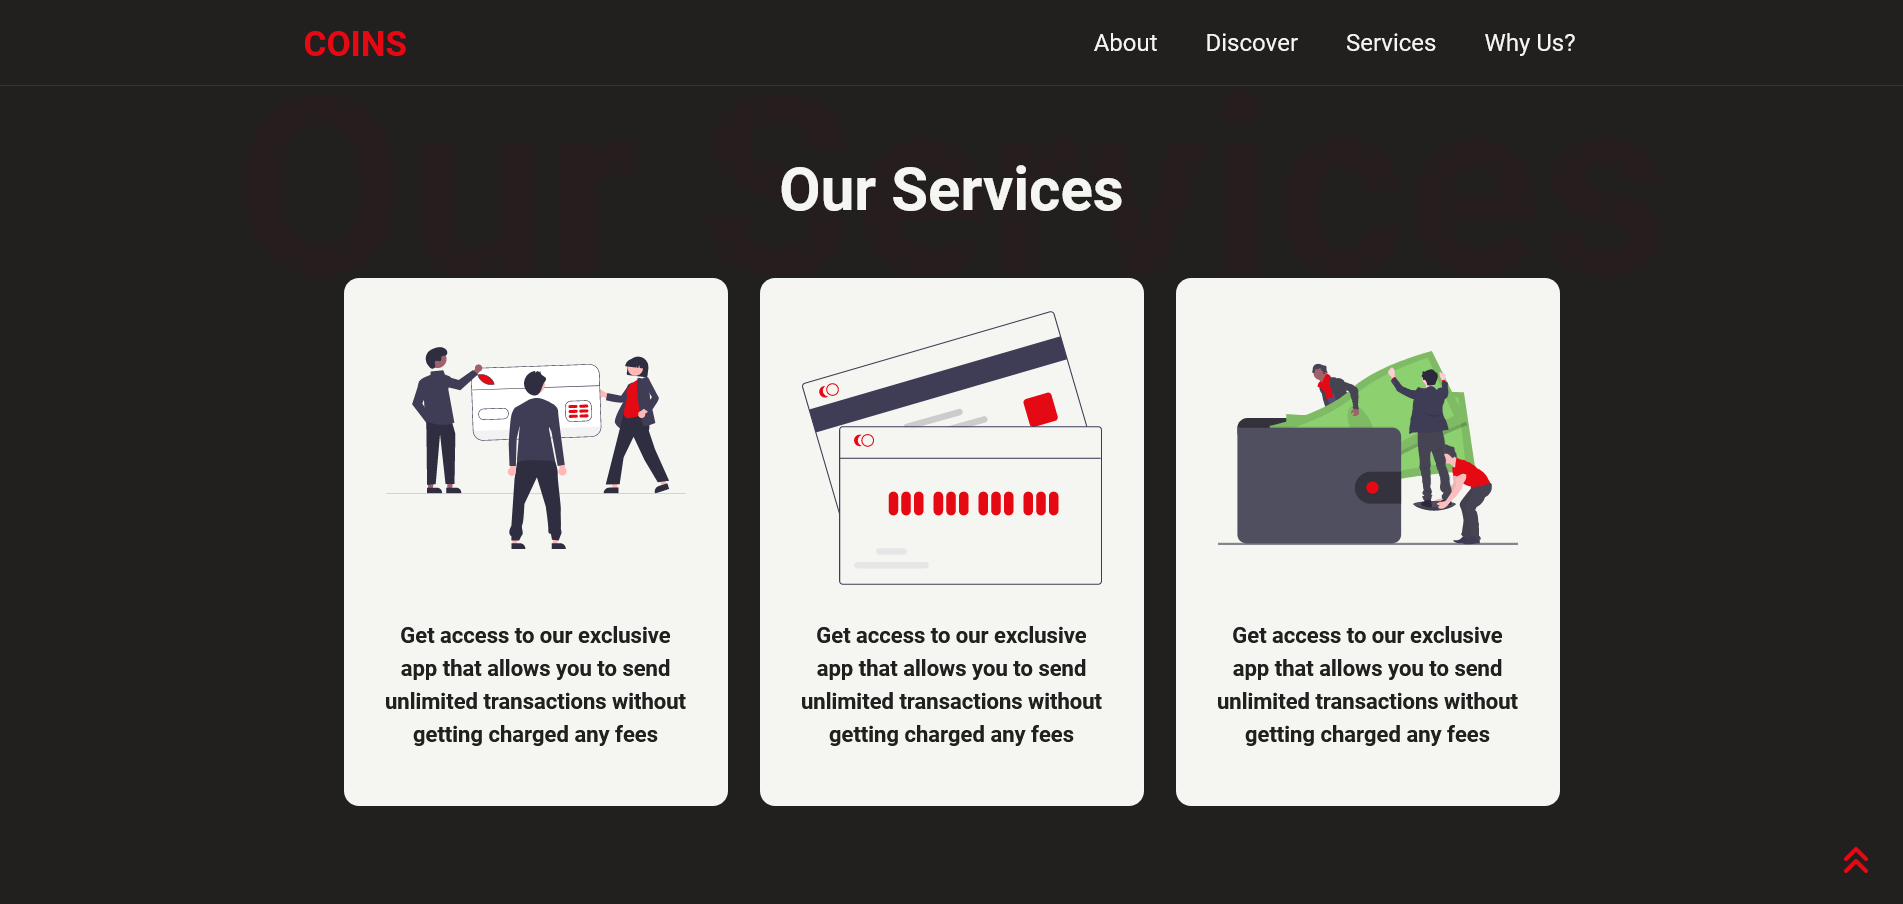 COINS
About Discover Services Why Us?
Our Services
Our Services
Get access to our exclusive
app that allows you to send
unlimited transactions without
getting charged any fees
Get access to our exclusive
app that allows you to send
unlimited transactions without
getting charged any fees
Get access to our exclusive
app that allows you to send
unlimited transactions without
getting charged any fees